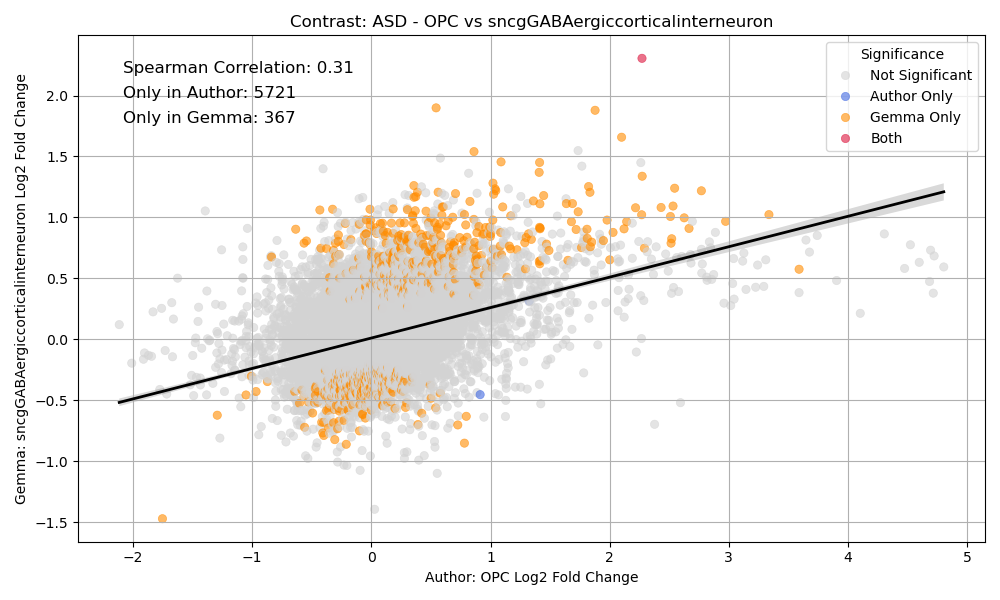 Contrast: ASD - OPC vs sncgGABAergiccorticalinterneuron
Spearman Correlation: 0.31
Only in Author: 5721
Only in Gemma: 367
Significance
Not Significant
Author Only
Gemma Only
Both
Gemma: sncgGABAergiccorticalinterneuron Log2 Fold Change
2.0
1.5
1.0
0.5
0.0
−0.5
−1.0
−1.5
−2
−1
0
1
2
3
4
5
Author: OPC Log2 Fold Change